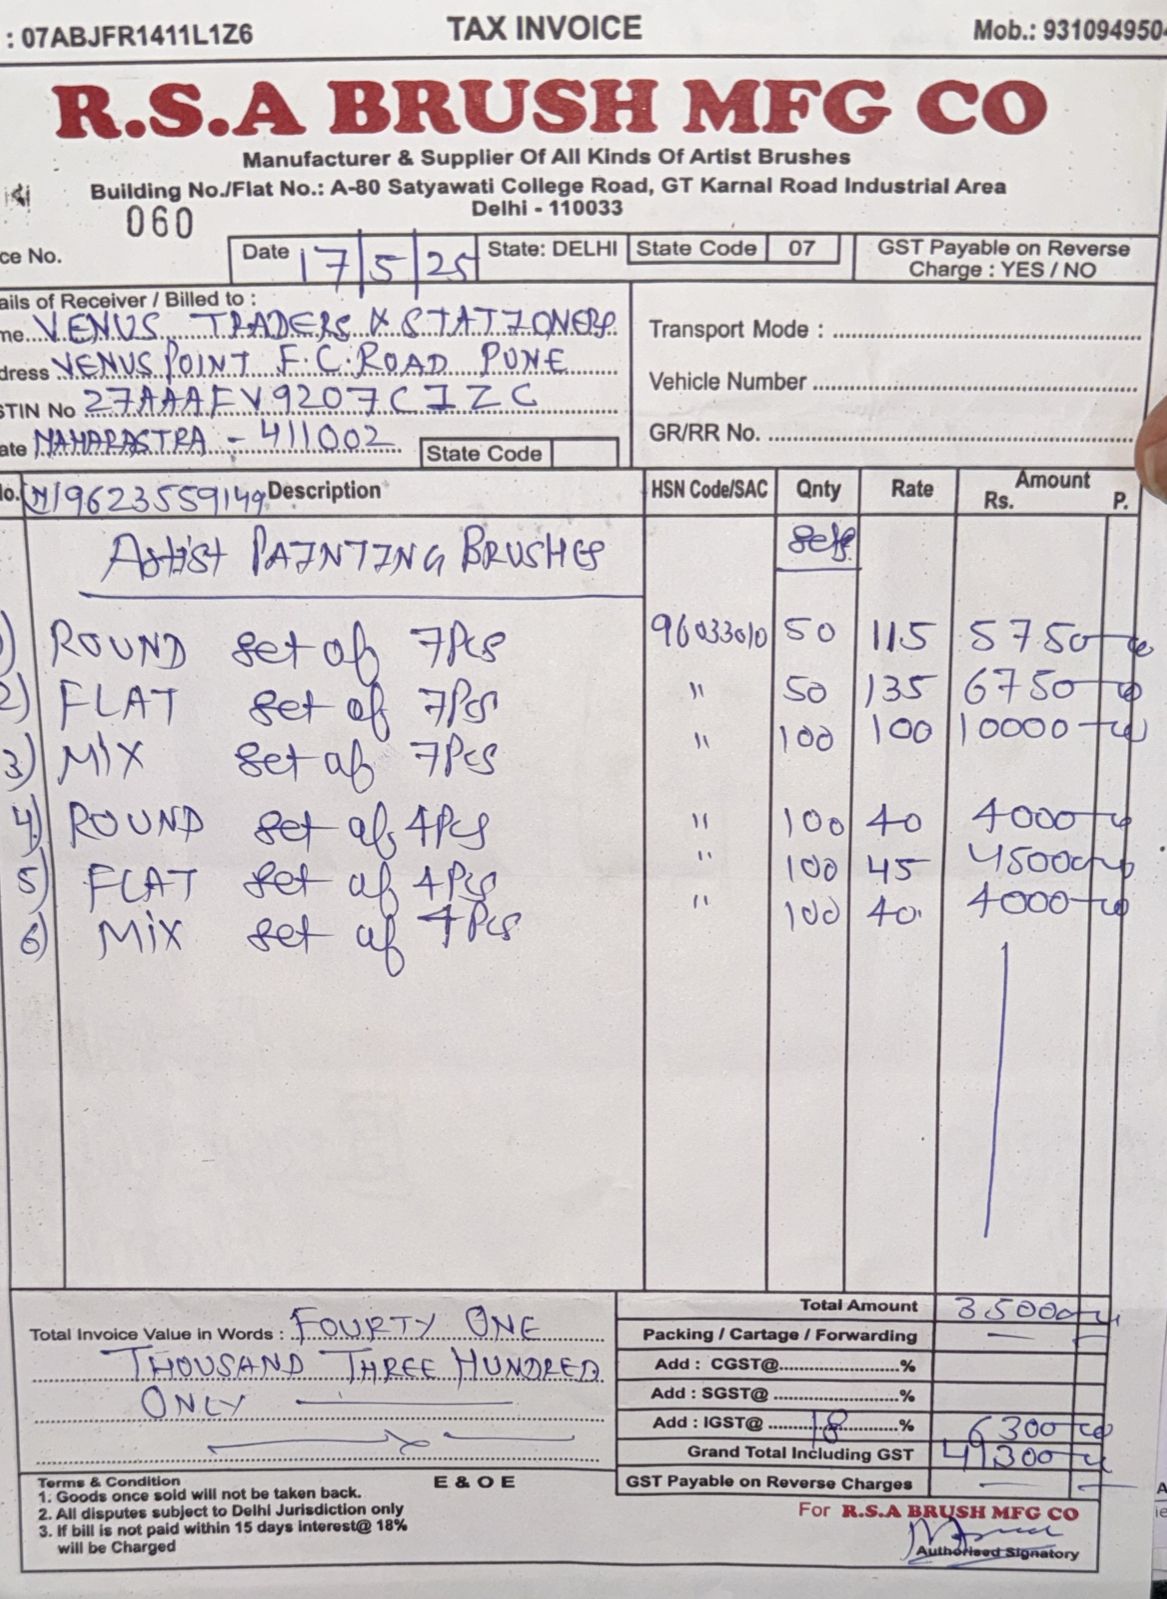 : 07ABJFR1411L1Z6 TAX INVOICE Mob.: 931094950
R.S.A BRUSH MFG CO
Manufacturer & Supplier Of All Kinds Of Artist Brushes
Building No./Flat No.: A-80 Satyawati College Road, GT Karnal Road Industrial Area
Delhi - 110033
060
ce No. Date 17/5/25 State: DELHI State Code 07 GST Payable on Reverse
Charge : YES / NO
ails of Receiver / Billed to :
me VENUS TRADERS & STATIONERS
dress VENUS POINT F.C. ROAD PUNE
STIN No 27AAAFV9207C1ZC
ate MAHARASTRA - 411002 State Code
Transport Mode :
Vehicle Number
GR/RR No.
lo. (M) 9623559149 Description HSN Code/SAC Qnty Rate Amount
Rs. P.
Artist PAINTING BRUSHES Sets
1) ROUND Set of 7Pcs 96033010 50 115 5750
2) FLAT Set of 7Pcs " 50 135 6750
3) MIX Set of 7Pcs " 100 100 10000
4) ROUND Set of 4Pcs " 100 40 4000
5) FLAT Set of 4Pcs " 100 45 4500
6) MIX Set of 4Pcs " 100 40 4000
Total Amount 35000
Packing / Cartage / Forwarding —
Add : CGST@ %
Add : SGST@ %
Add : IGST@ 18 % 6300
Grand Total Including GST 41300
GST Payable on Reverse Charges —
Total Invoice Value in Words : FOURTY ONE
THOUSAND THREE HUNDRED
ONLY
Terms & Condition E & O E
1. Goods once sold will not be taken back.
2. All disputes subject to Delhi Jurisdiction only
3. If bill is not paid within 15 days interest@ 18%
will be Charged
For R.S.A BRUSH MFG CO
Authorised Signatory